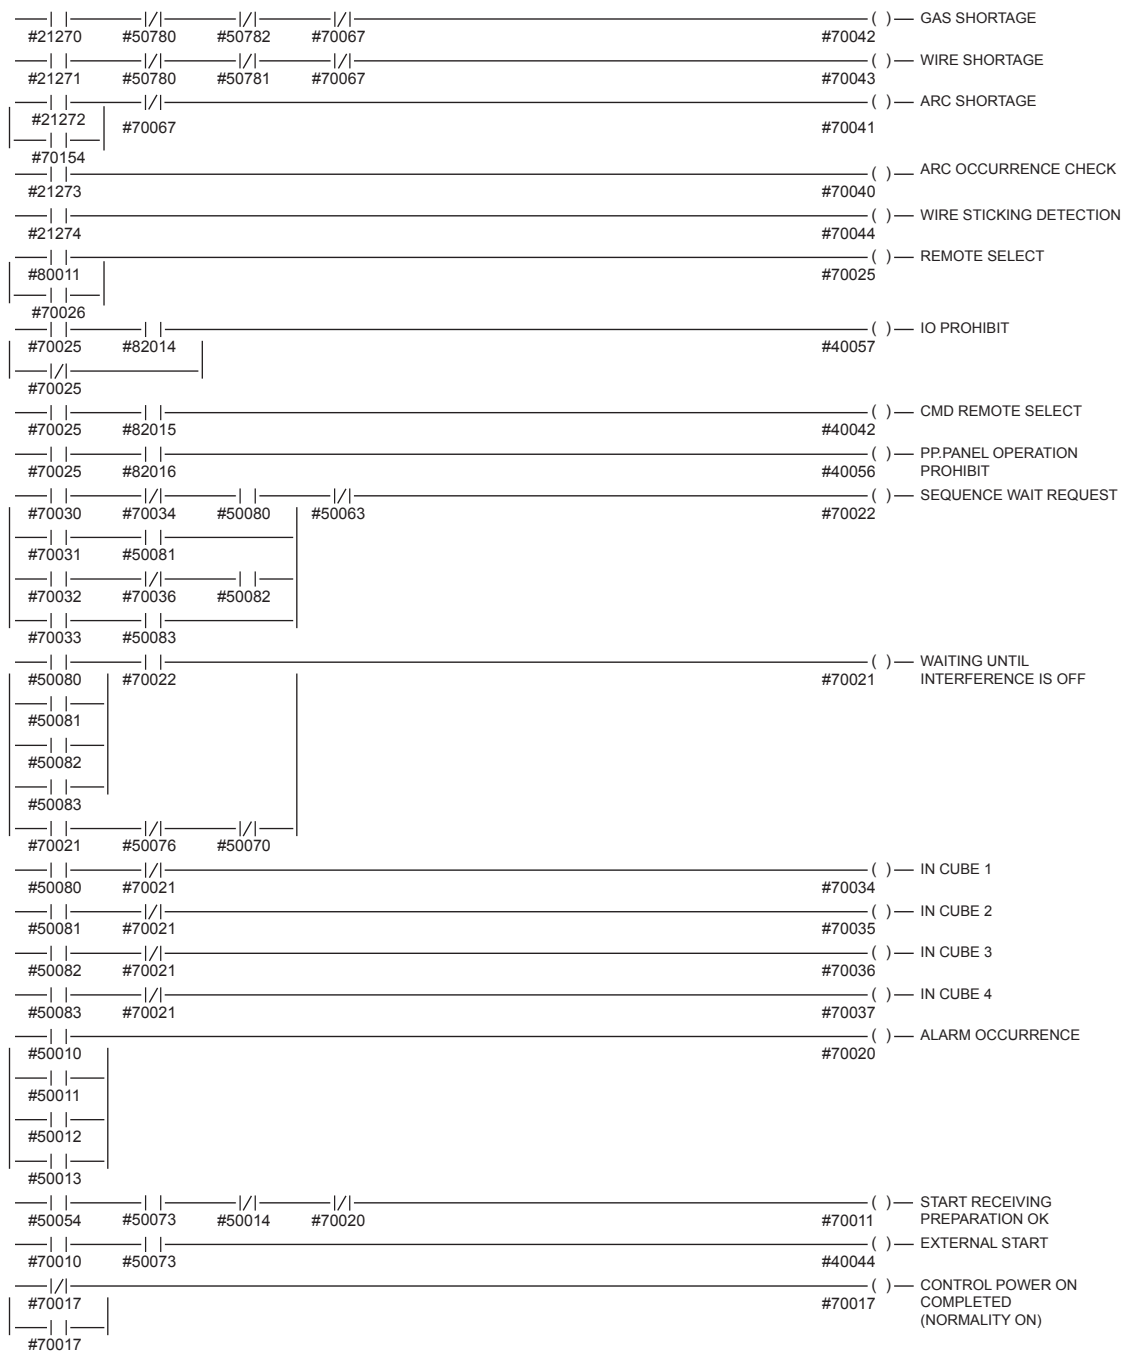 GAS SHORTAGE
#21270 #50780 #50782 #70067 #70042
WIRE SHORTAGE
#21271 #50780 #50781 #70067 #70043
ARC SHORTAGE
#21272 #70067 #70041
#70154
ARC OCCURRENCE CHECK
#21273 #70040
WIRE STICKING DETECTION
#21274 #70044
REMOTE SELECT
#80011 #70025
#70026
IO PROHIBIT
#70025 #82014 #40057
#70025
CMD REMOTE SELECT
#70025 #82015 #40042
PP.PANEL OPERATION
#70025 #82016 #40056 PROHIBIT
SEQUENCE WAIT REQUEST
#70030 #70034 #50080 #50063 #70022
#70031 #50081
#70032 #70036 #50082
#70033 #50083
WAITING UNTIL
#50080 #70022 #70021 INTERFERENCE IS OFF
#50081
#50082
#50083
#70021 #50076 #50070
IN CUBE 1
#50080 #70021 #70034
IN CUBE 2
#50081 #70021 #70035
IN CUBE 3
#50082 #70021 #70036
IN CUBE 4
#50083 #70021 #70037
ALARM OCCURRENCE
#50010 #70020
#50011
#50012
#50013
START RECEIVING
#50054 #50073 #50014 #70020 #70011 PREPARATION OK
EXTERNAL START
#70010 #50073 #40044
CONTROL POWER ON
#70017 #70017 COMPLETED
(NORMALITY ON)
#70017